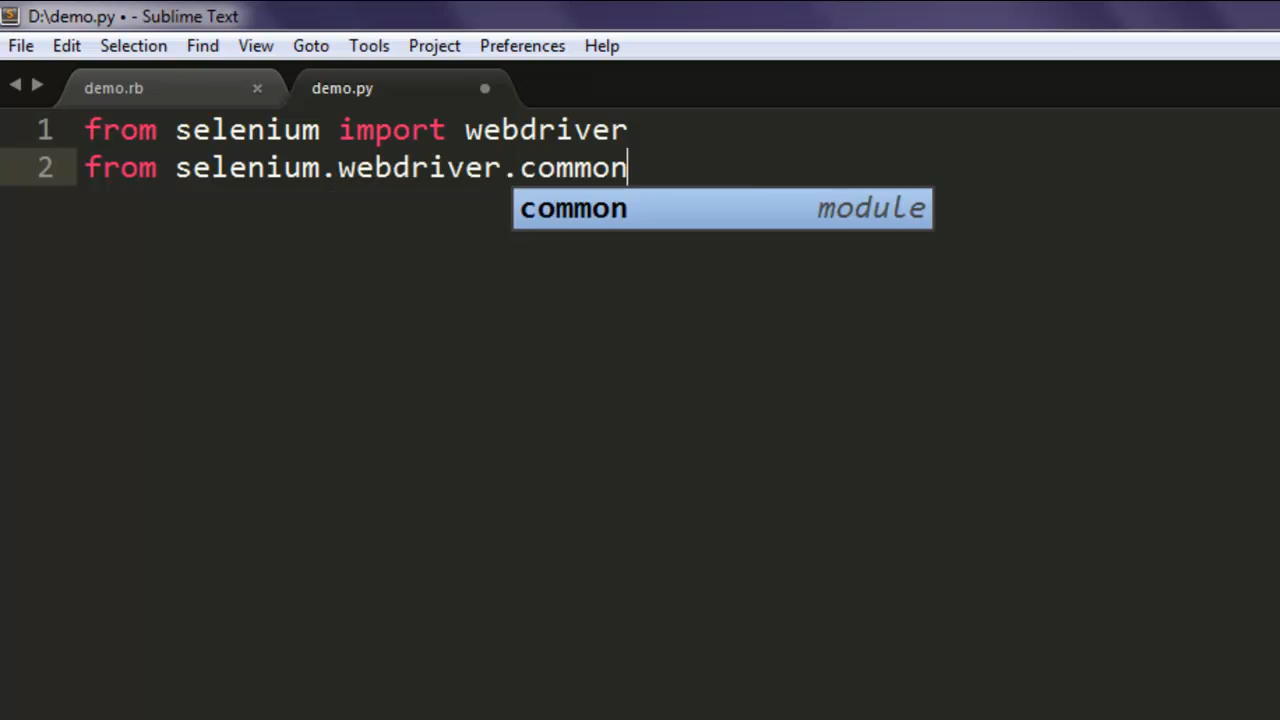 D:\demo.py • - Sublime Text
File Edit Selection Find View Goto Tools Project Preferences Help
demo.rb × demo.py
1 from selenium import webdriver
2 from selenium.webdriver.common
common module